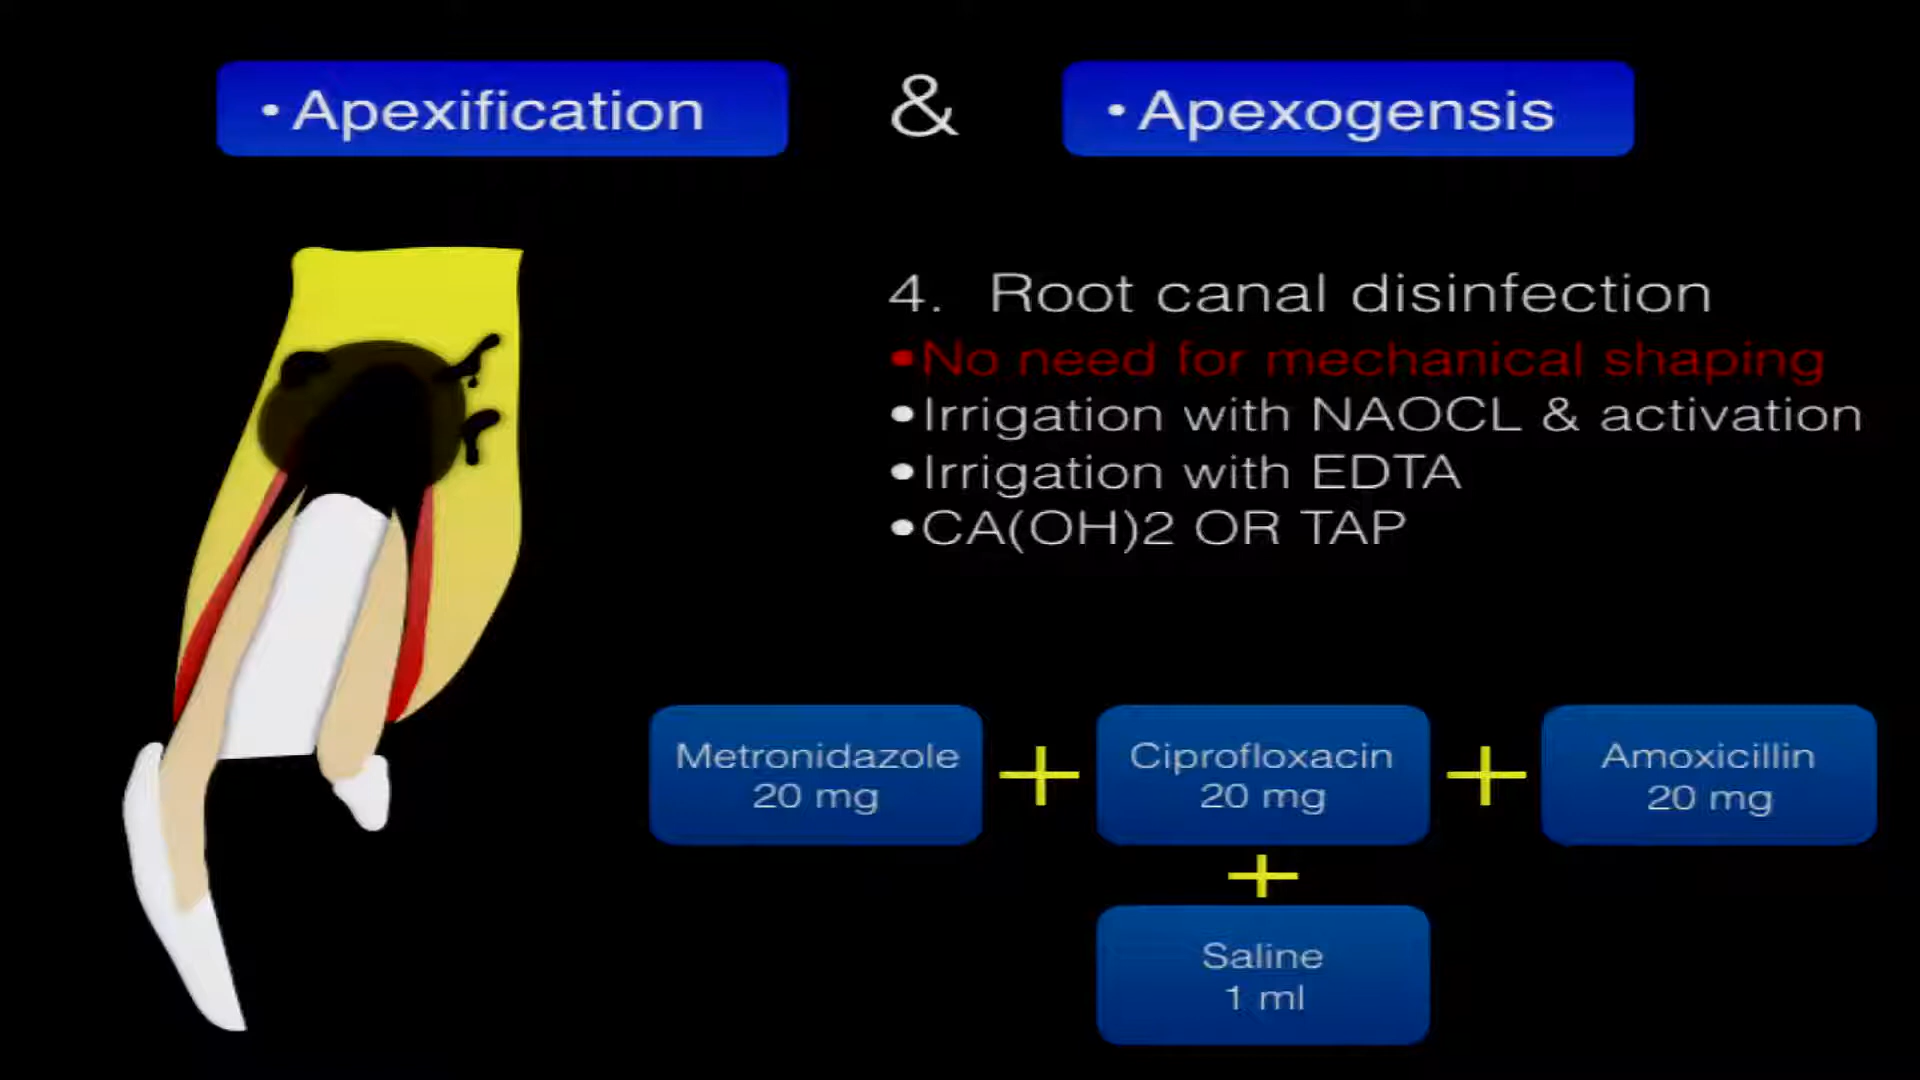 • Apexification & • Apexogensis
4. Root canal disinfection
•No need for mechanical shaping
•Irrigation with NAOCL & activation
•Irrigation with EDTA
•CA(OH)2 OR TAP
Metronidazole
20 mg
+
Ciprofloxacin
20 mg
+
Amoxicillin
20 mg
+
Saline
1 ml